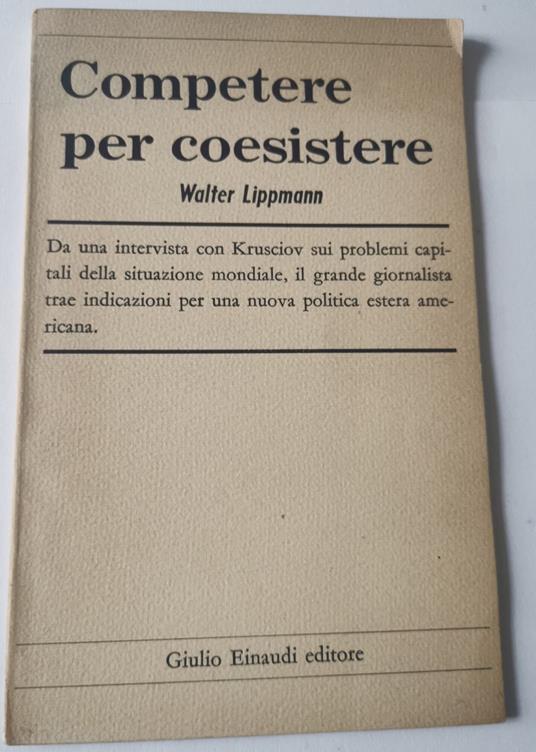 Competere
per coesistere
Walter Lippmann
Da una intervista con Krusciov sui problemi capi-
tali della situazione mondiale, il grande giornalista
trae indicazioni per una nuova politica estera ame-
ricana.
Giulio Einaudi editore